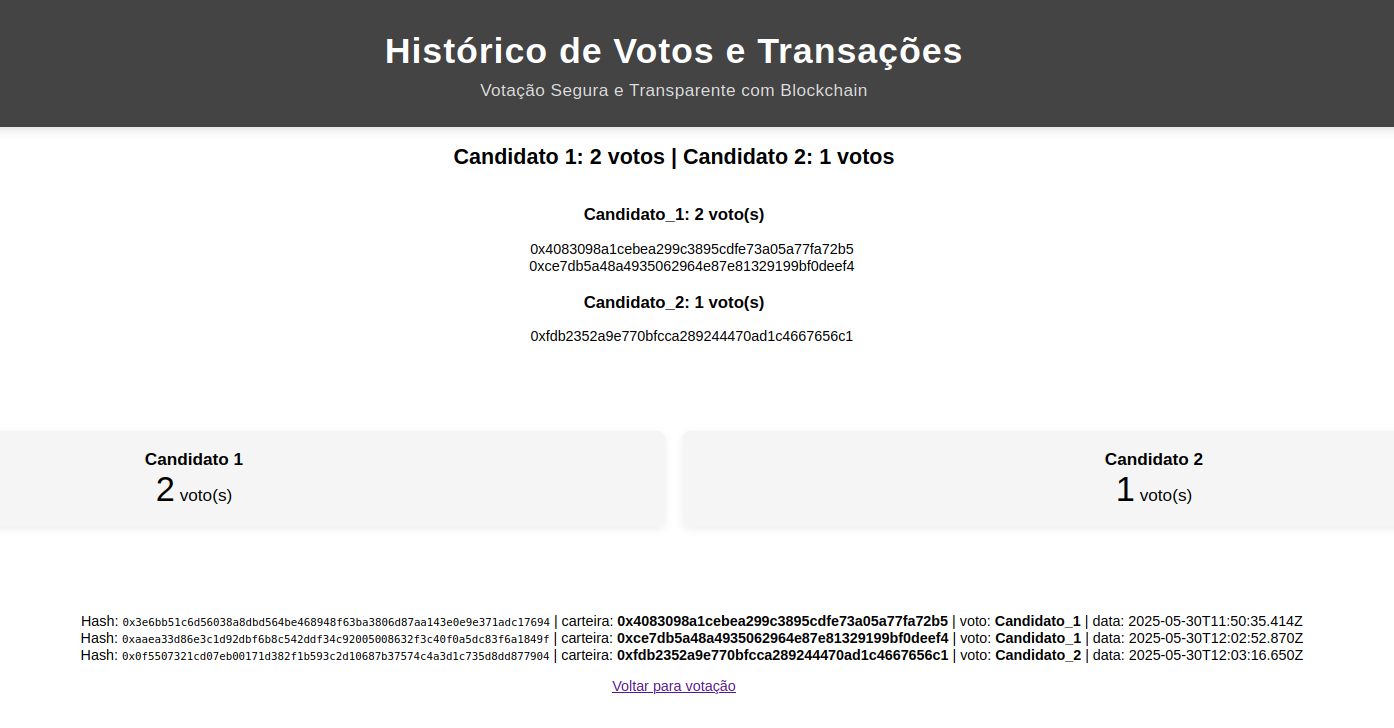 Histórico de Votos e Transações
Votação Segura e Transparente com Blockchain
Candidato 1: 2 votos | Candidato 2: 1 votos
Candidato_1: 2 voto(s)
0x4083098a1cebea299c3895cdfe73a05a77fa72b5
0xce7db5a48a4935062964e87e81329199bf0deef4
Candidato_2: 1 voto(s)
0xfdb2352a9e770bfcca289244470ad1c4667656c1
Candidato 1
2 voto(s)
Candidato 2
1 voto(s)
Hash: 0x3e6bb51c6d56038a8dbd564be468948f63ba3806d87aa143e0e9e371adc17694 | carteira: 0x4083098a1cebea299c3895cdfe73a05a77fa72b5 | voto: Candidato_1 | data: 2025-05-30T11:50:35.414Z
Hash: 0xaaea33d86e3c1d92dbf6b8c542ddf34c92005008632f3c40f0a5dc83f6a1849f | carteira: 0xce7db5a48a4935062964e87e81329199bf0deef4 | voto: Candidato_1 | data: 2025-05-30T12:02:52.870Z
Hash: 0x0f5507321cd07eb00171d382f1b593c2d10687b37574c4a3d1c735d8dd877904 | carteira: 0xfdb2352a9e770bfcca289244470ad1c4667656c1 | voto: Candidato_2 | data: 2025-05-30T12:03:16.650Z
Voltar para votação